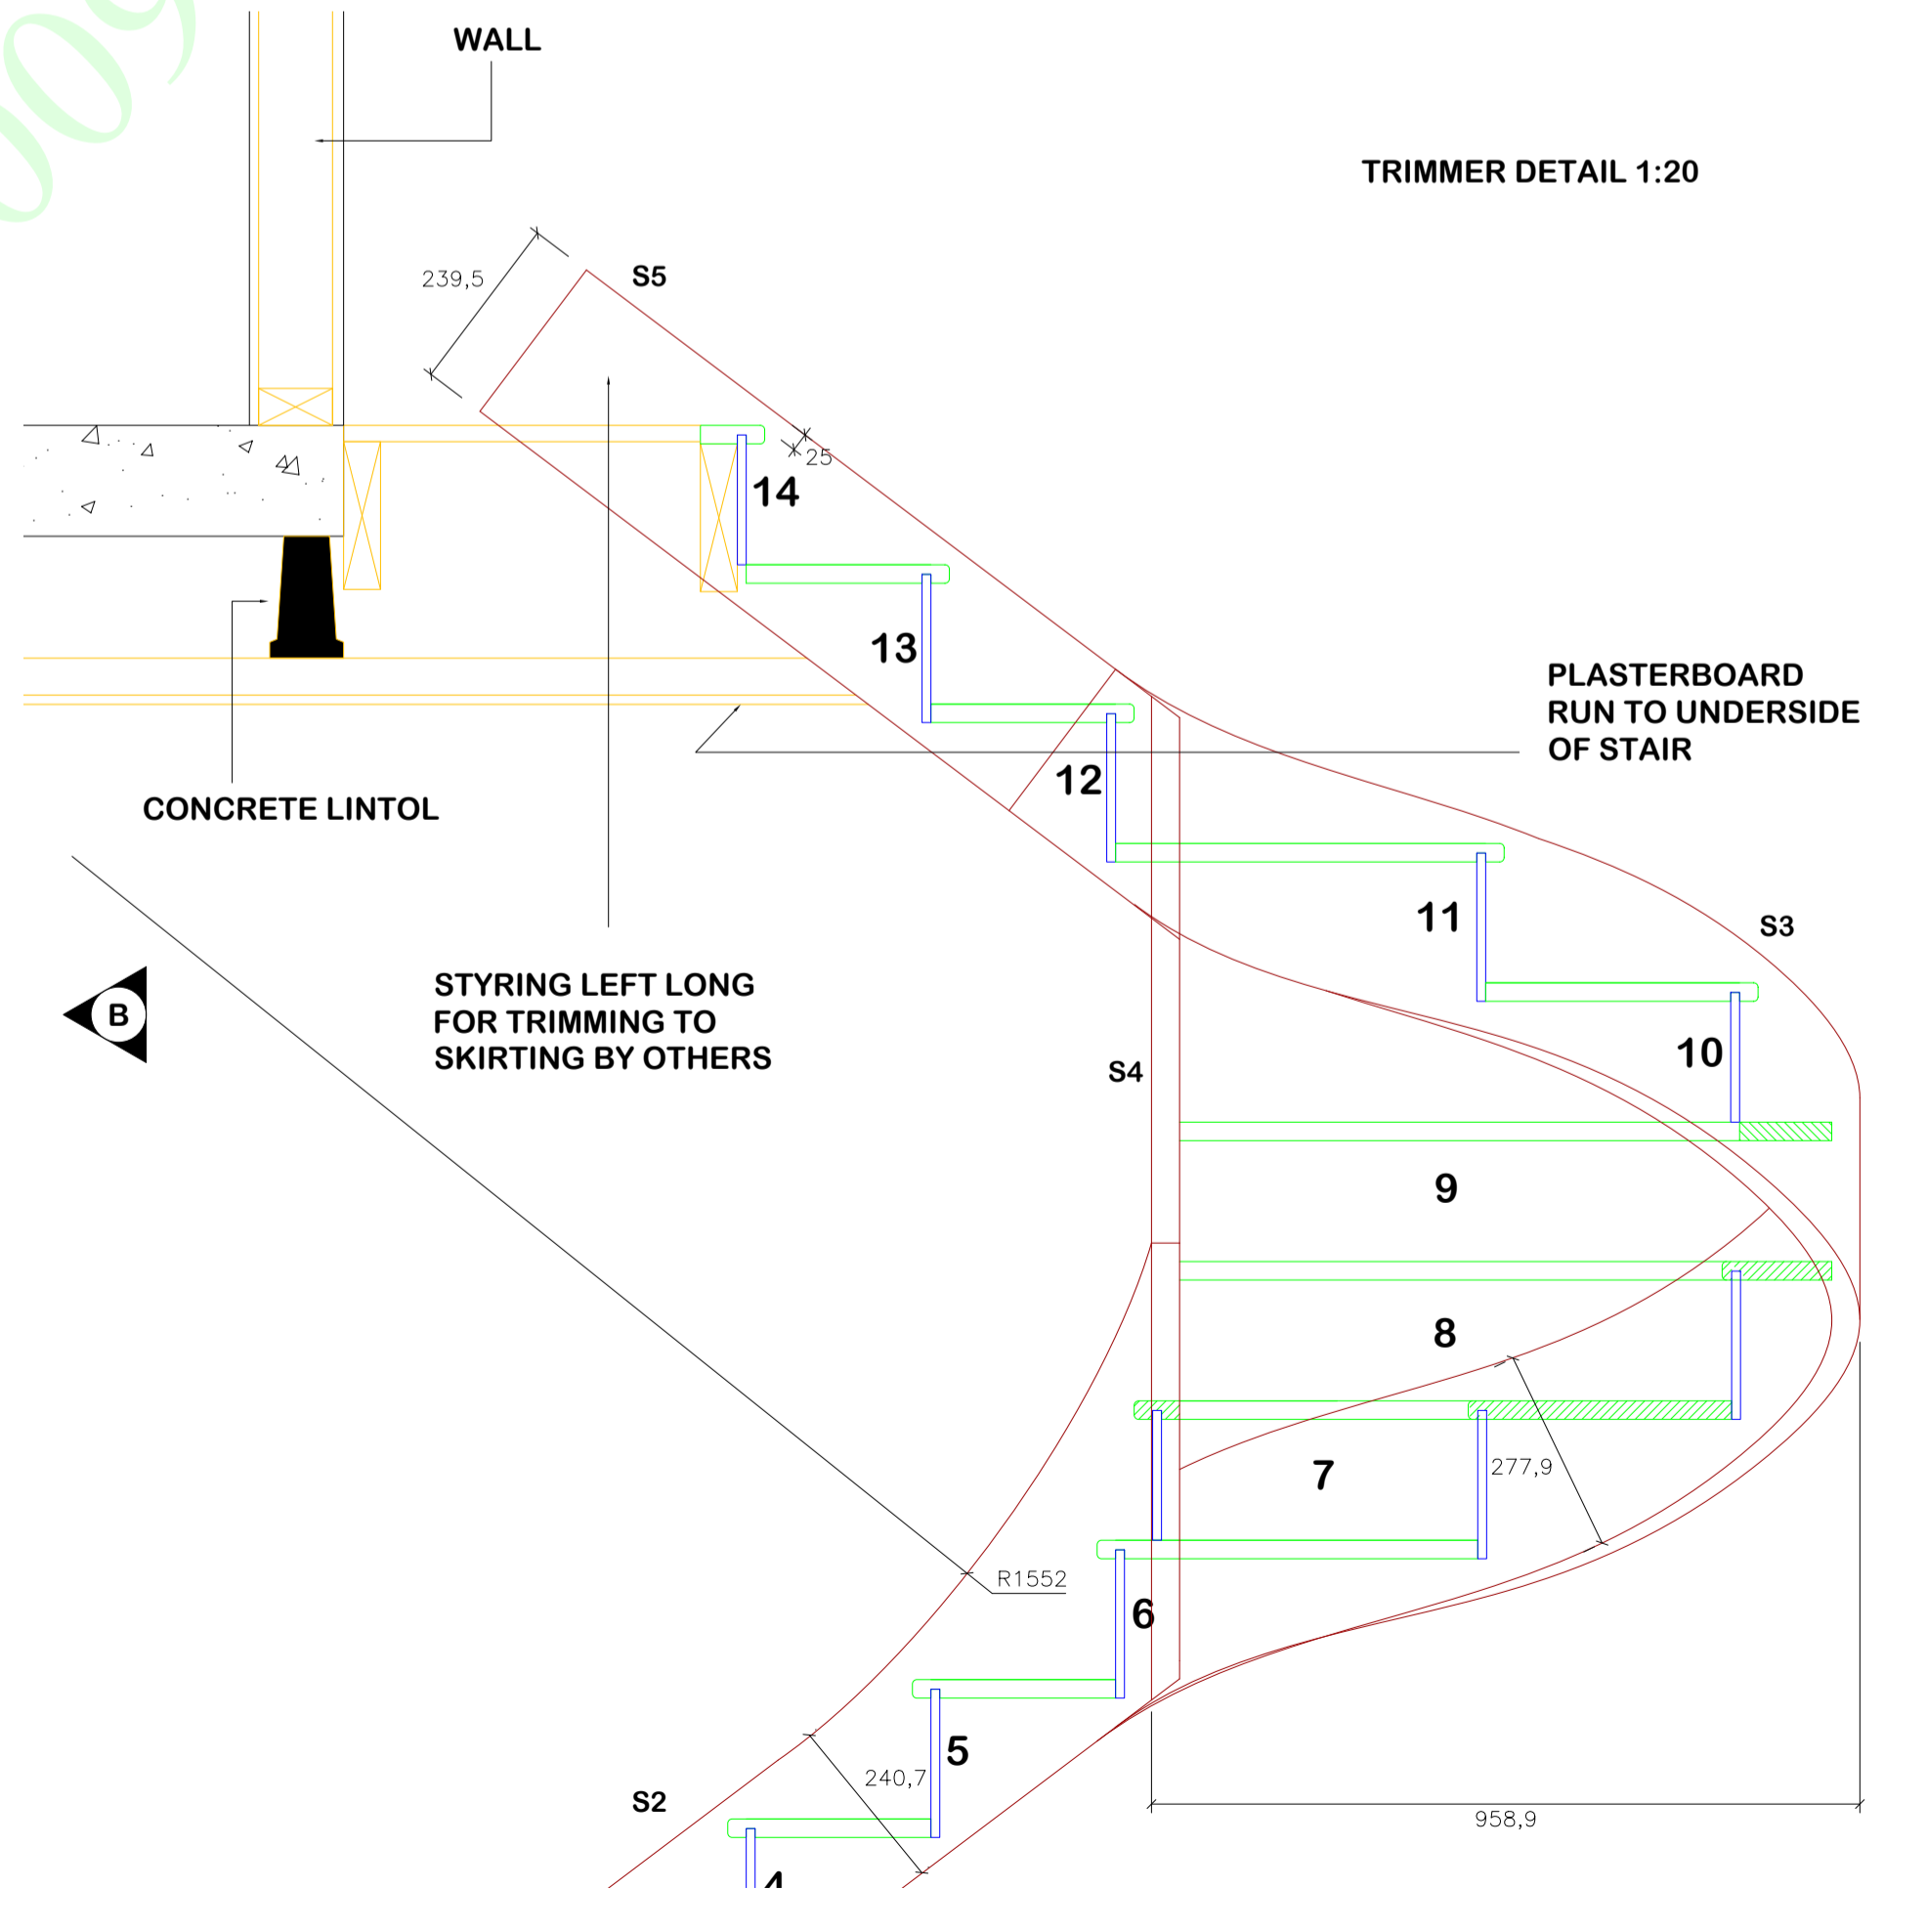 009
WALL
TRIMMER DETAIL 1:20
239,5
S5
25
14
13
PLASTERBOARD
RUN TO UNDERSIDE
OF STAIR
12
CONCRETE LINTOL
11
S3
STYRING LEFT LONG
FOR TRIMMING TO
SKIRTING BY OTHERS
B
10
S4
9
8
7
277,9
R1552
6
5
240,7
S2
958,9
4